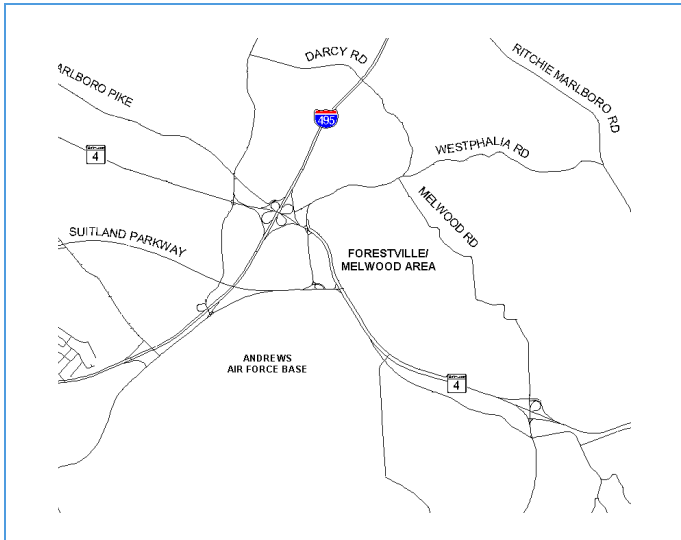 DARCY RD
RITCHIE MARLBORO RD
ARLBORO PIKE
495
4
WESTPHALIA RD
MELWOOD RD
SUITLAND PARKWAY
FORESTVILLE/
MELWOOD AREA
ANDREWS
AIR FORCE BASE
4